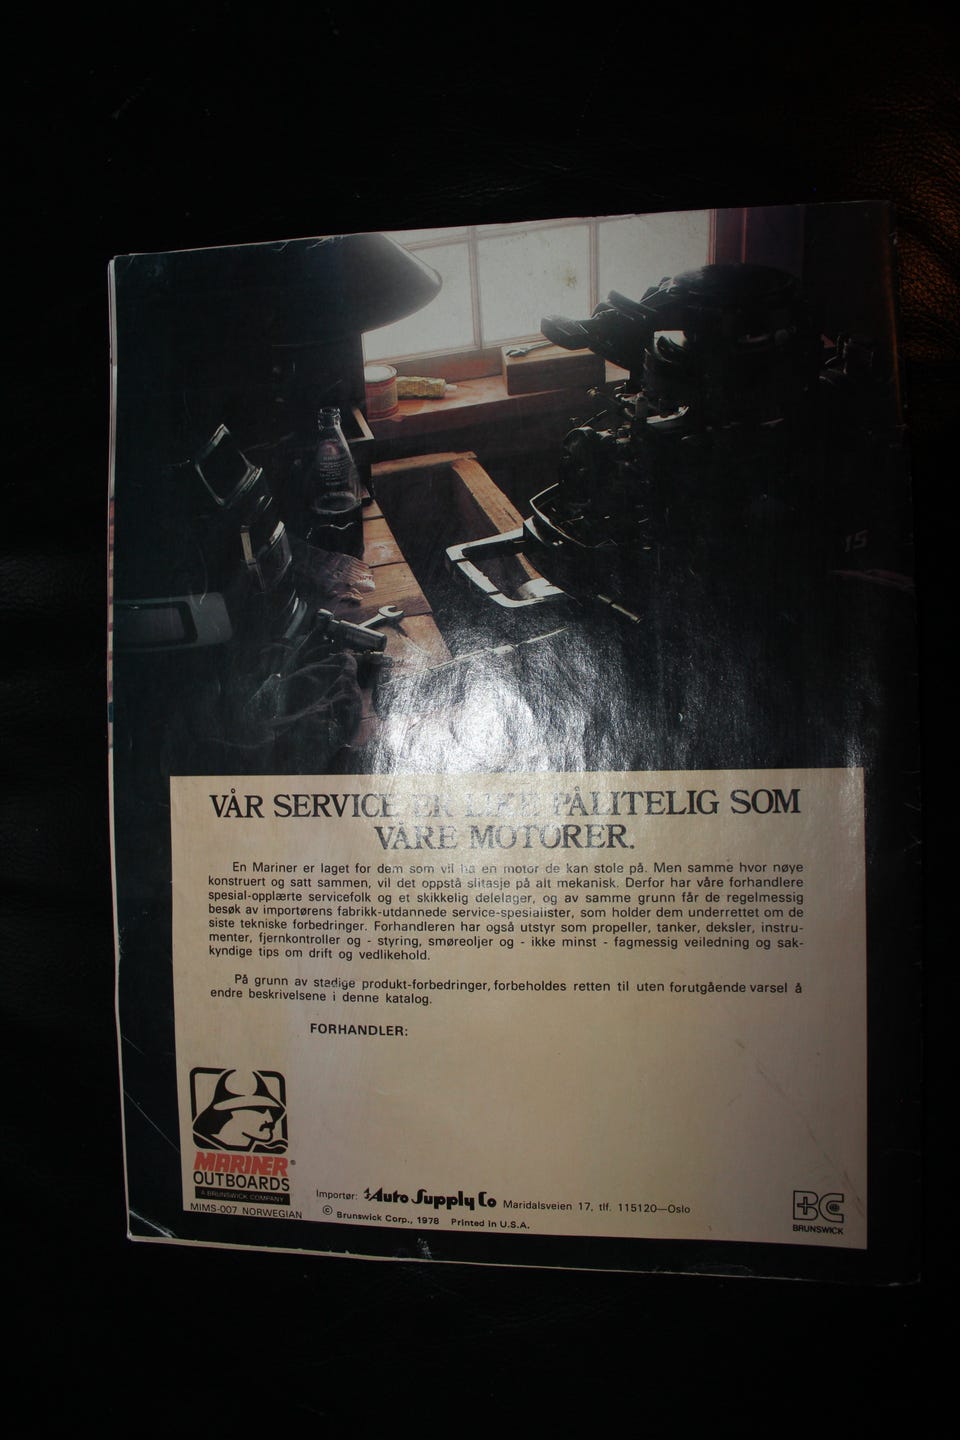 15
VÅR SERVICE ER LIKE PÅLITELIG SOM
VÅRE MOTORER.
En Mariner er laget for dem som vil ha en motor de kan stole på. Men samme hvor nøye
konstruert og satt sammen, vil det oppstå slitasje på alt mekanisk. Derfor har våre forhandlere
spesial-opplærte servicefolk og et skikkelig delelager, og av samme grunn får de regelmessig
besøk av importørens fabrikk-utdannede service-spesialister, som holder dem underrettet om de
siste tekniske forbedringer. Forhandleren har også utstyr som propeller, tanker, deksler, instru-
menter, fjernkontroller og - styring, smøreoljer og - ikke minst - fagmessig veiledning og sak-
kyndige tips om drift og vedlikehold.
På grunn av stadige produkt-forbedringer, forbeholdes retten til uten forutgående varsel å
endre beskrivelsene i denne katalog.
FORHANDLER:
MARINER®
OUTBOARDS
A BRUNSWICK COMPANY
MIMS-007 NORWEGIAN
Importør: Auto Supply Co Maridalsveien 17, tlf. 115120—Oslo
© Brunswick Corp., 1978 Printed in U.S.A.
BC
BRUNSWICK